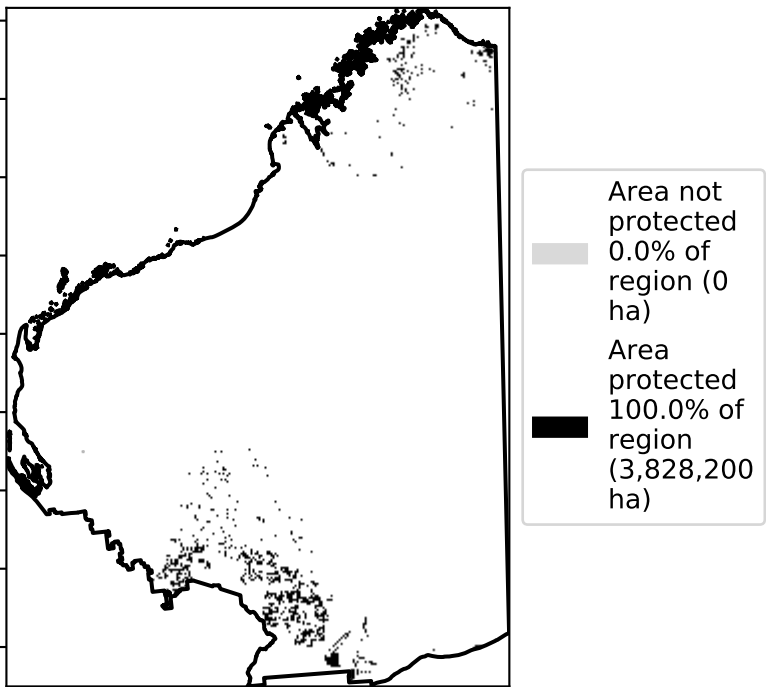 Area not
protected
0.0% of
region (0
ha)
Area
protected
100.0% of
region
(3,828,200
ha)